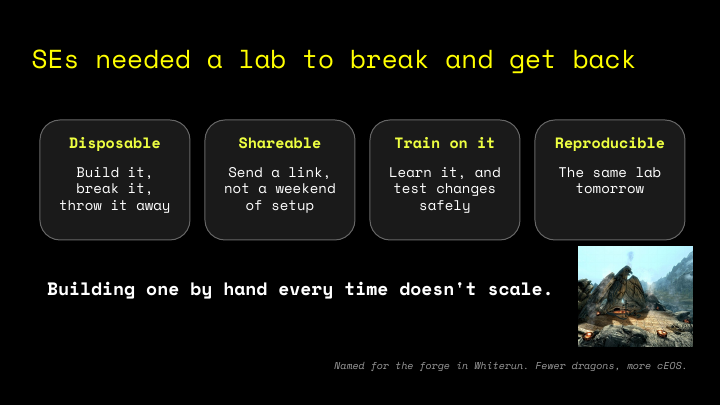 SEs needed a lab to break and get back
Disposable
Build it,
break it,
throw it away
Shareable
Send a link,
not a weekend
of setup
Train on it
Learn it, and
test changes
safely
Reproducible
The same lab
tomorrow
Building one by hand every time doesn't scale.
Named for the forge in Whiterun. Fewer dragons, more cEOS.